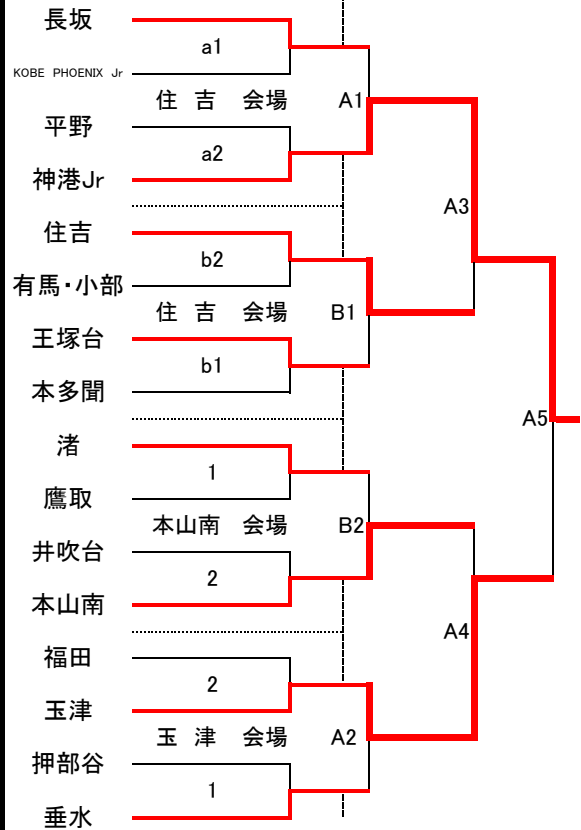 長坂
a1
KOBE PHOENIX Jr
住 吉 会場 A1
平野
a2
神港Jr
A3
住吉
b2
有馬・小部
住 吉 会場 B1
王塚台
b1
本多聞
A5
渚
1
鷹取
本山南 会場 B2
井吹台
2
本山南
A4
福田
2
玉津
玉 津 会場 A2
押部谷
1
垂水